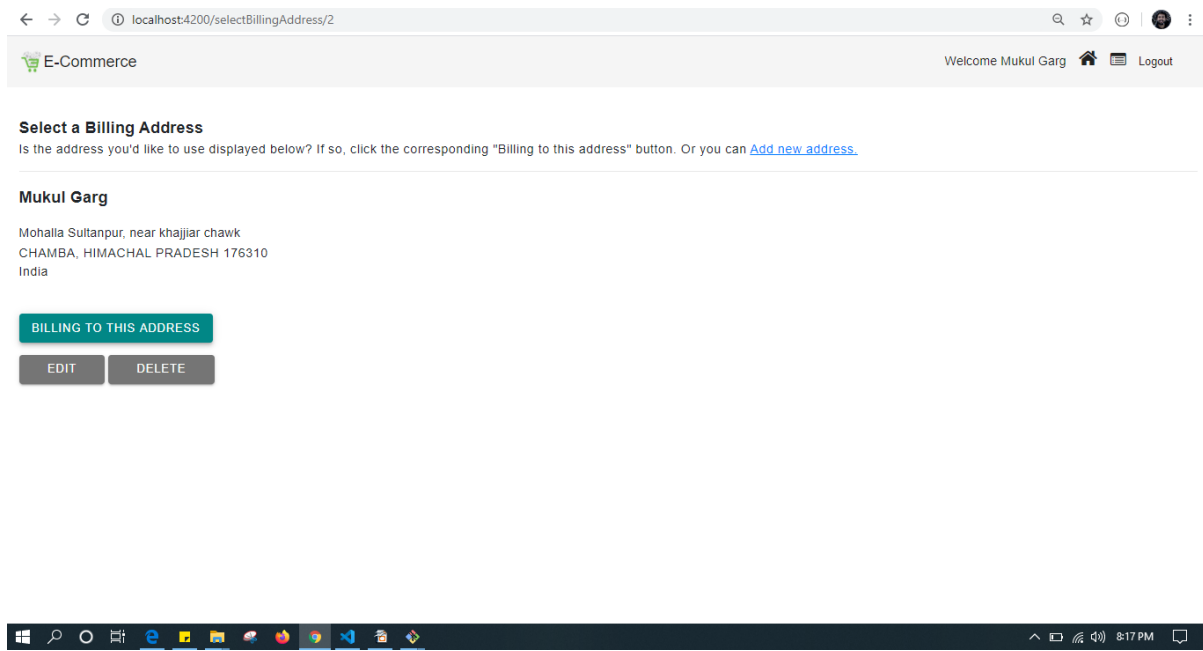 localhost:4200/selectBillingAddress/2
E-Commerce
Welcome Mukul Garg
Logout
Select a Billing Address
Is the address you'd like to use displayed below? If so, click the corresponding "Billing to this address" button. Or you can Add new address.
Mukul Garg
Mohalla Sultanpur, near khajjiar chawk
CHAMBA, HIMACHAL PRADESH 176310
India
BILLING TO THIS ADDRESS
EDIT DELETE
8:17 PM